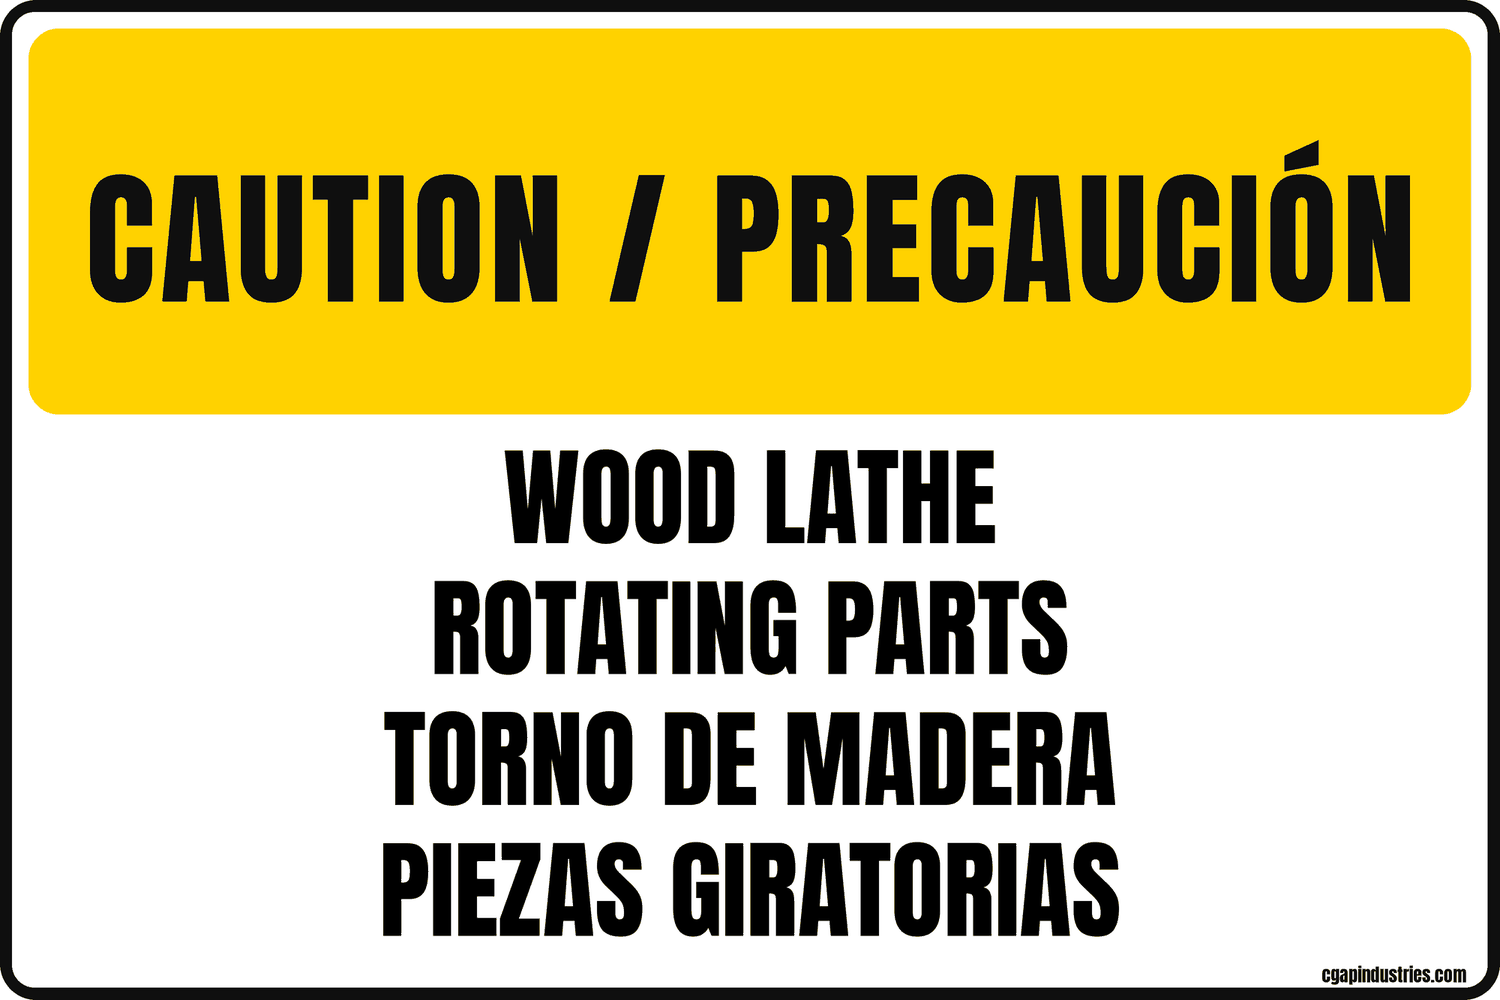 CAUTION / PRECAUCIÓN
WOOD LATHE
ROTATING PARTS
TORNO DE MADERA
PIEZAS GIRATORIAS
cgapindustries.com